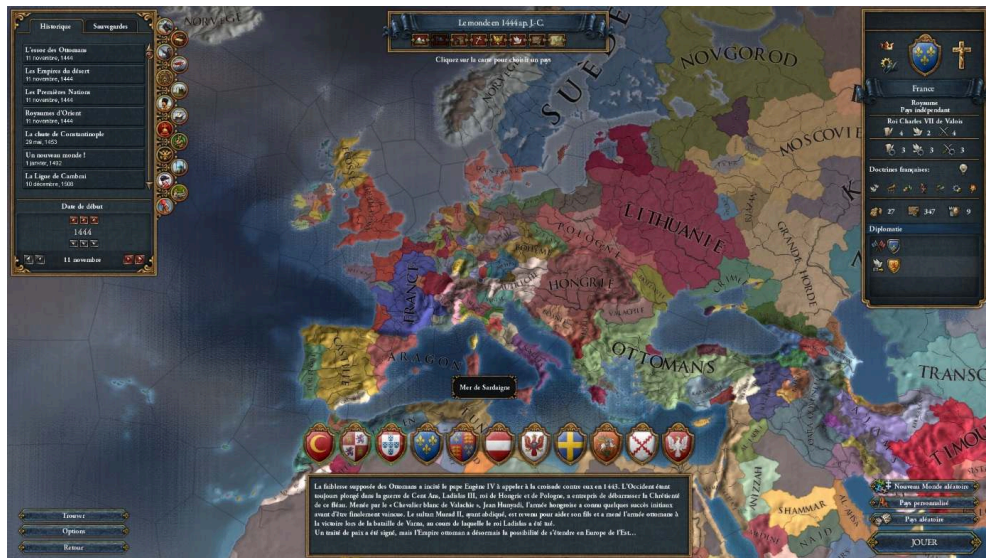 Historique
Sauvegardes
L'essor des Ottomans
11 novembre, 1444
Les Empires du désert
11 novembre, 1444
Les Premières Nations
11 novembre, 1444
Royaumes d'Orient
11 novembre, 1444
La chute de Constantinople
29 mai, 1453
Un nouveau monde !
1 janvier, 1492
La Ligue de Cambrai
10 décembre, 1508
Date de début
1444
11 novembre
Le monde en 1444 ap. J.-C.
Cliquez sur la carte pour choisir un pays
France
Royaume
Pays indépendant
Roi Charles VII de Valois
4 2 4
3 3 3
Doctrines françaises:
27 347 9
Diplomatie
NORVÈGE
NORVÈGE
SUÈDE
NOVGOROD
MOSCOVIE
LITHUANIE
POLOGNE
GRANDE HORDE
CRIMÉE
HONGRIE
VALACHIE
FRANCE
CASTILLE
ARAGON
OTTOMANS
TRANSO
TIMOU
SHAMMAR
NAJD
Mer de Sardaigne
La faiblesse supposée des Ottomans a incité le pape Eugène IV à appeler à la croisade contre eux en 1443. L'Occident étant
toujours plongé dans la guerre de Cent Ans, Ladislas III, roi de Hongrie et de Pologne, a entrepris de débarrasser la Chrétienté
de ce fléau. Menée par le « Chevalier blanc de Valachie », Jean Hunyadi, l'armée hongroise a connu quelques succès initiaux
avant d'être finalement vaincue. Le sultan Murad II, ayant abdiqué, est revenu pour aider son fils et a mené l'armée ottomane à
la victoire lors de la bataille de Varna, au cours de laquelle le roi Ladislas a été tué.
Un traité de paix a été signé, mais l'Empire ottoman a désormais la possibilité de s'étendre en Europe de l'Est...
Trouver
Options
Retour
Nouveau Monde aléatoire
Pays personnalisé
Pays aléatoire
JOUER